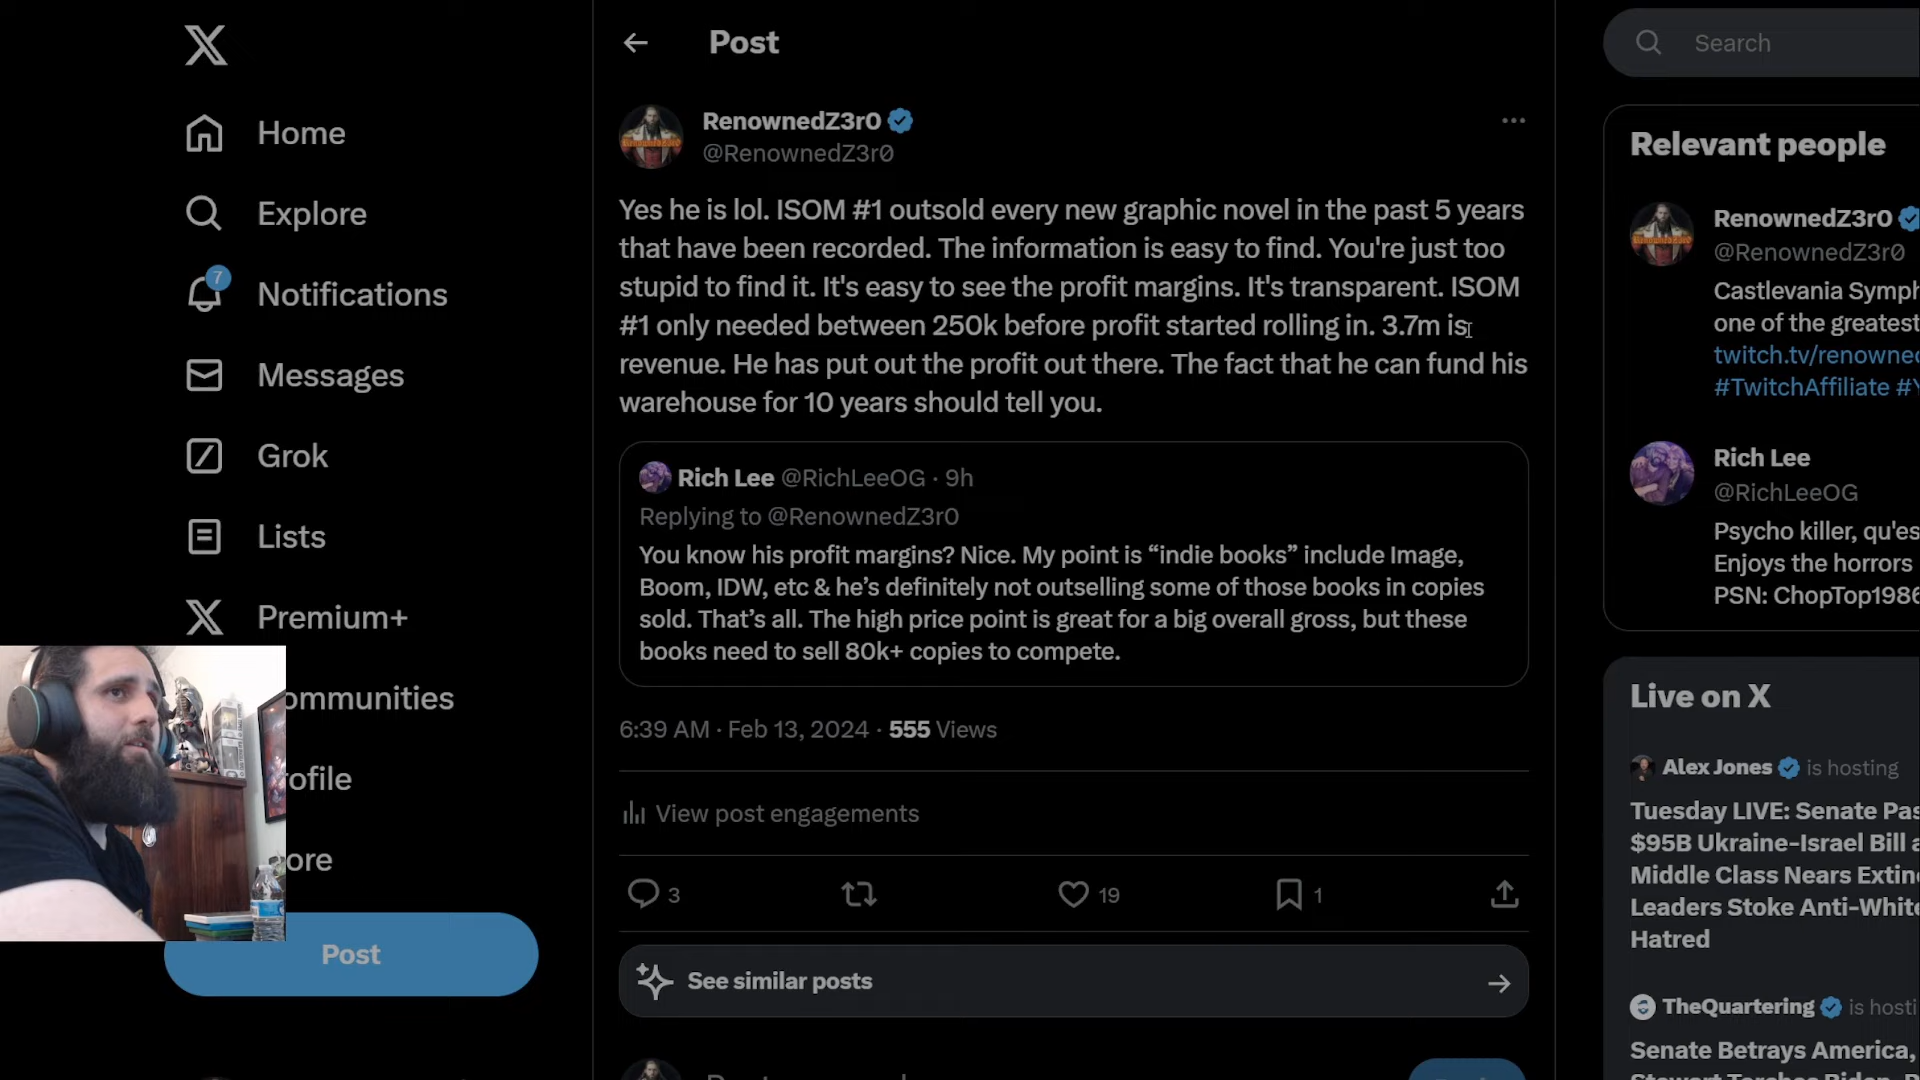 Home
Explore
7
Notifications
Messages
Grok
Lists
Premium+
ommunities
rofile
ore
Post
Post
RenownedZ3r0
@RenownedZ3r0
Yes he is lol. ISOM #1 outsold every new graphic novel in the past 5 years
that have been recorded. The information is easy to find. You're just too
stupid to find it. It's easy to see the profit margins. It's transparent. ISOM
#1 only needed between 250k before profit started rolling in. 3.7m is
revenue. He has put out the profit out there. The fact that he can fund his
warehouse for 10 years should tell you.
Rich Lee @RichLeeOG · 9h
Replying to @RenownedZ3r0
You know his profit margins? Nice. My point is “indie books” include Image,
Boom, IDW, etc & he’s definitely not outselling some of those books in copies
sold. That’s all. The high price point is great for a big overall gross, but these
books need to sell 80k+ copies to compete.
6:39 AM · Feb 13, 2024 · 555 Views
View post engagements
3
19
1
See similar posts
Search
Relevant people
RenownedZ3r0
@RenownedZ3r0
Castlevania Symph
one of the greatest
twitch.tv/renowned
#TwitchAffiliate #Y
Rich Lee
@RichLeeOG
Psycho killer, qu'es
Enjoys the horrors
PSN: ChopTop1986
Live on X
Alex Jones is hosting
Tuesday LIVE: Senate Pas
$95B Ukraine-Israel Bill a
Middle Class Nears Extin
Leaders Stoke Anti-White
Hatred
TheQuartering is hosti
Senate Betrays America,